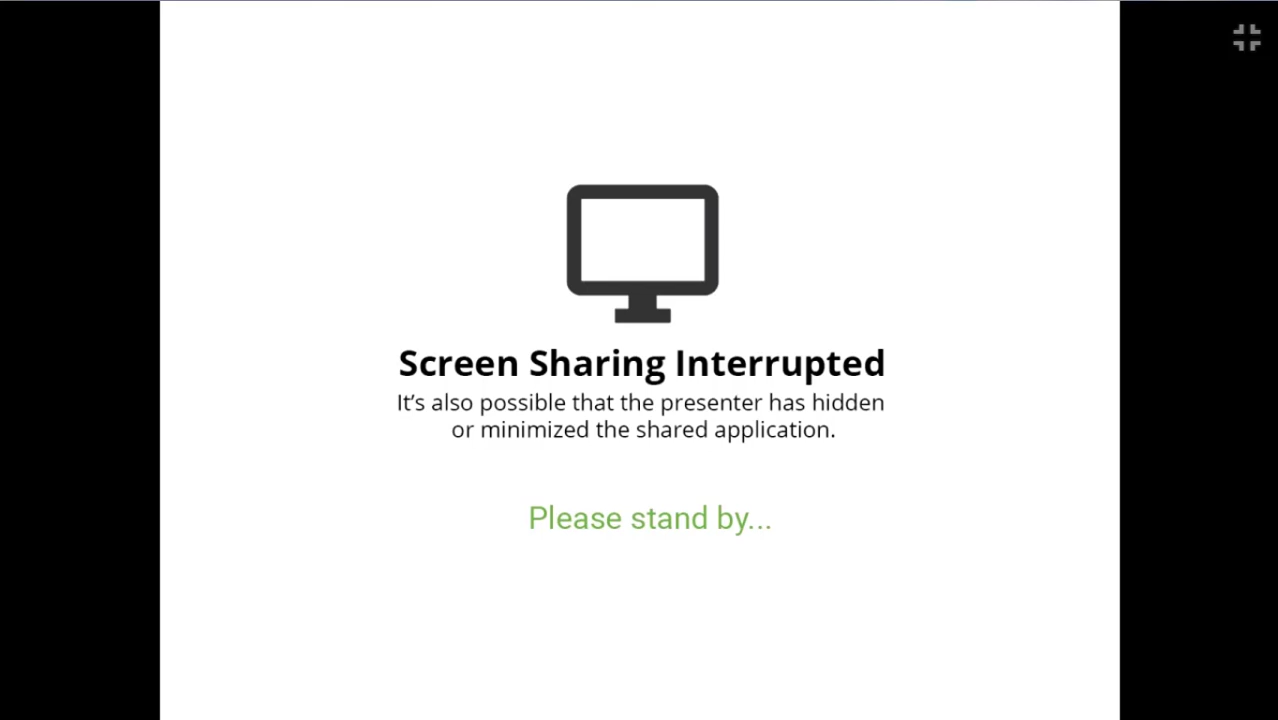 Screen Sharing Interrupted
It’s also possible that the presenter has hidden
or minimized the shared application.
Please stand by...